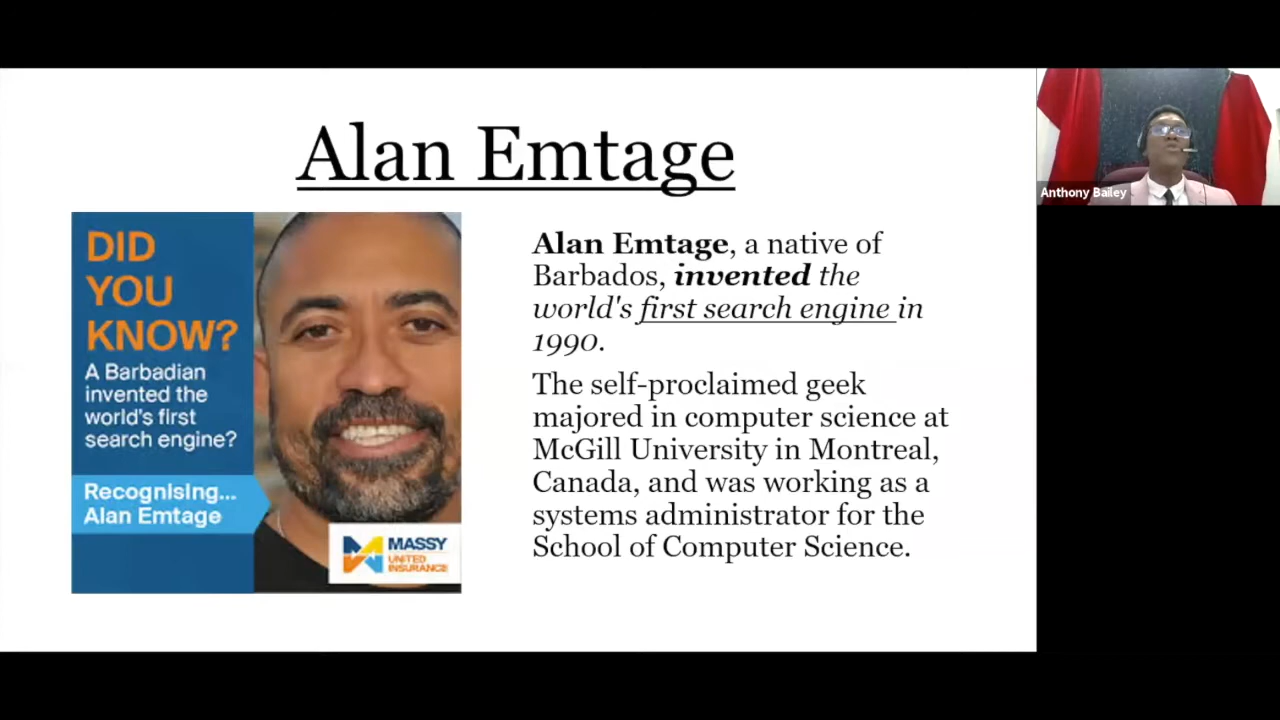 Alan Emtage
DID
YOU
KNOW?
A Barbadian
invented the
world's first
search engine?
Recognising...
Alan Emtage
MASSY
UNITED
INSURANCE
Alan Emtage, a native of
Barbados, invented the
world's first search engine in
1990.
The self-proclaimed geek
majored in computer science at
McGill University in Montreal,
Canada, and was working as a
systems administrator for the
School of Computer Science.
Anthony Bailey